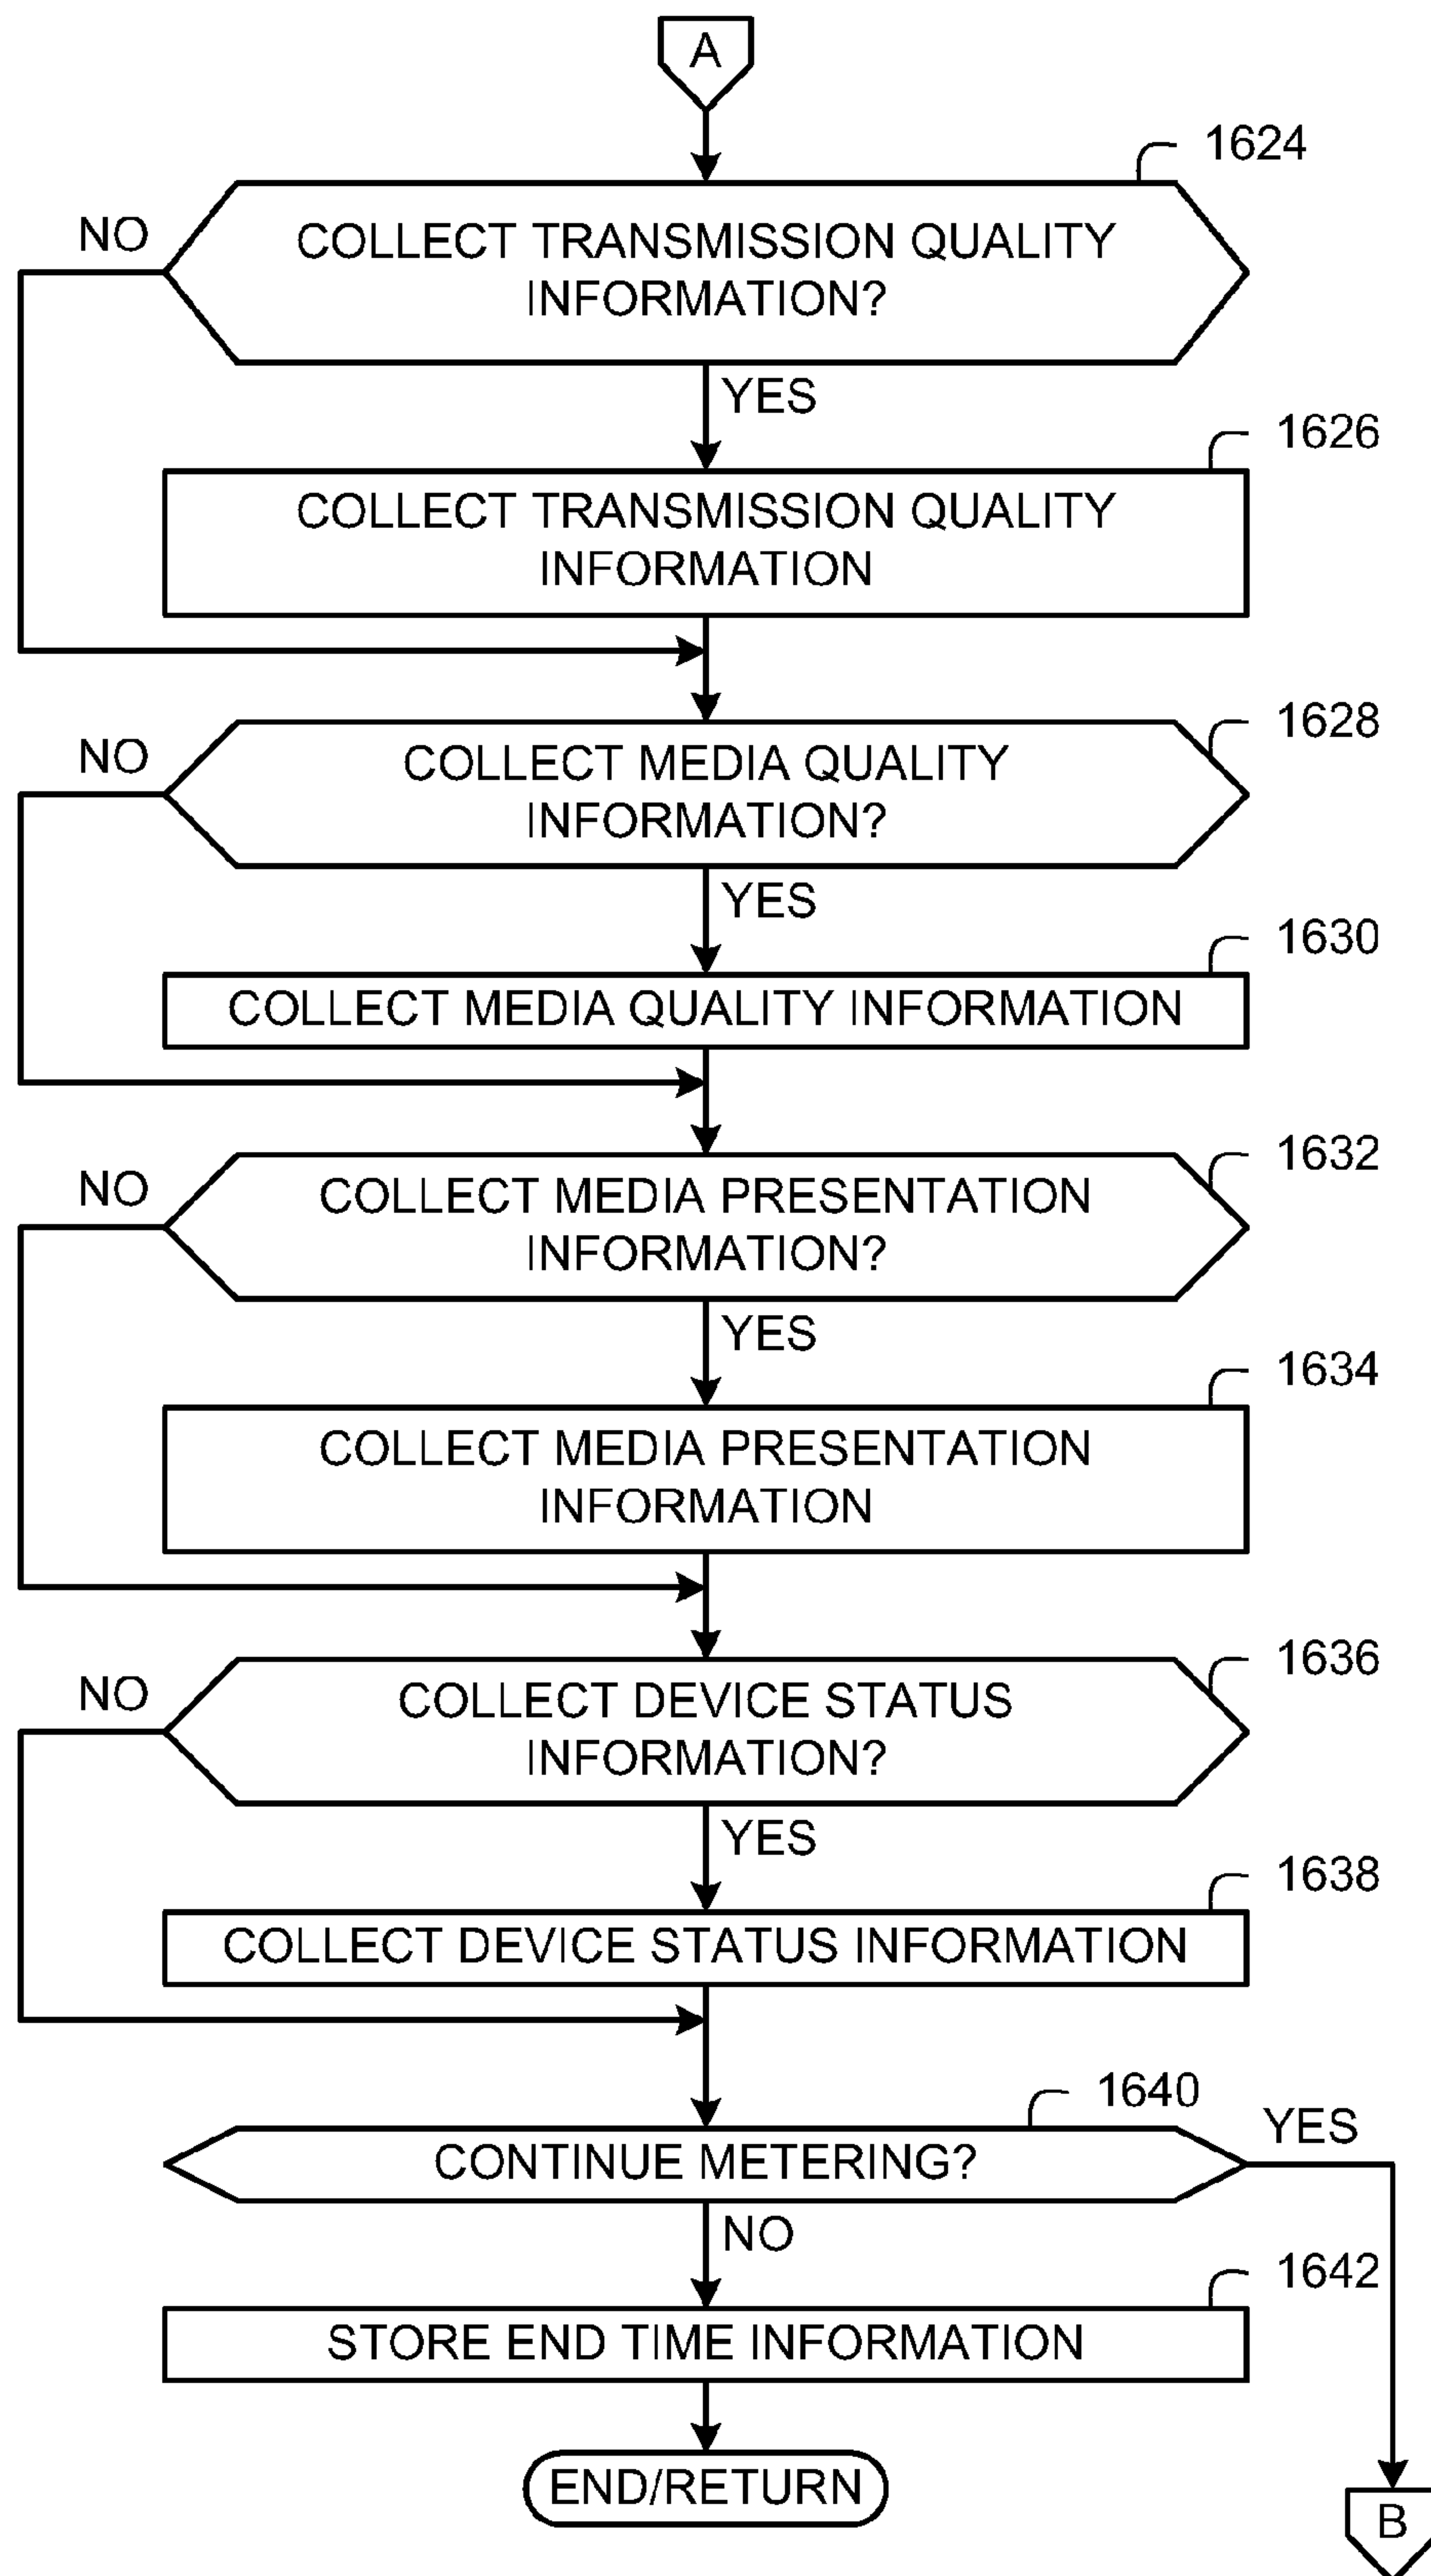 A
1624
NO
COLLECT TRANSMISSION QUALITY
INFORMATION?
YES
1626
COLLECT TRANSMISSION QUALITY
INFORMATION
1628
NO
COLLECT MEDIA QUALITY
INFORMATION?
YES
1630
COLLECT MEDIA QUALITY INFORMATION
1632
NO
COLLECT MEDIA PRESENTATION
INFORMATION?
YES
1634
COLLECT MEDIA PRESENTATION
INFORMATION
1636
NO
COLLECT DEVICE STATUS
INFORMATION?
YES
1638
COLLECT DEVICE STATUS INFORMATION
1640
YES
CONTINUE METERING?
NO
1642
STORE END TIME INFORMATION
END/RETURN
B